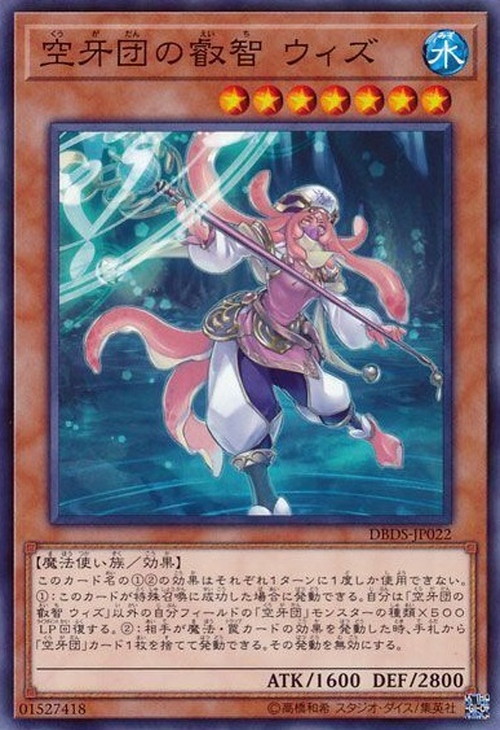 空牙団の叡智 ウィズ
水
DBDS-JP022
【魔法使い族／効果】
このカード名の①②の効果はそれぞれ1ターンに1度しか使用できない。
①：このカードが特殊召喚に成功した場合に発動できる。自分は「空牙団の
叡智 ウィズ」以外の自分フィールドの「空牙団」モンスターの種類×５００
LP回復する。②：相手が魔法・罠カードの効果を発動した時、手札から
「空牙団」カード1枚を捨てて発動できる。その発動を無効にする。
ATK/1600 DEF/2800
01527418
©高橋和希 スタジオ・ダイス/集英社